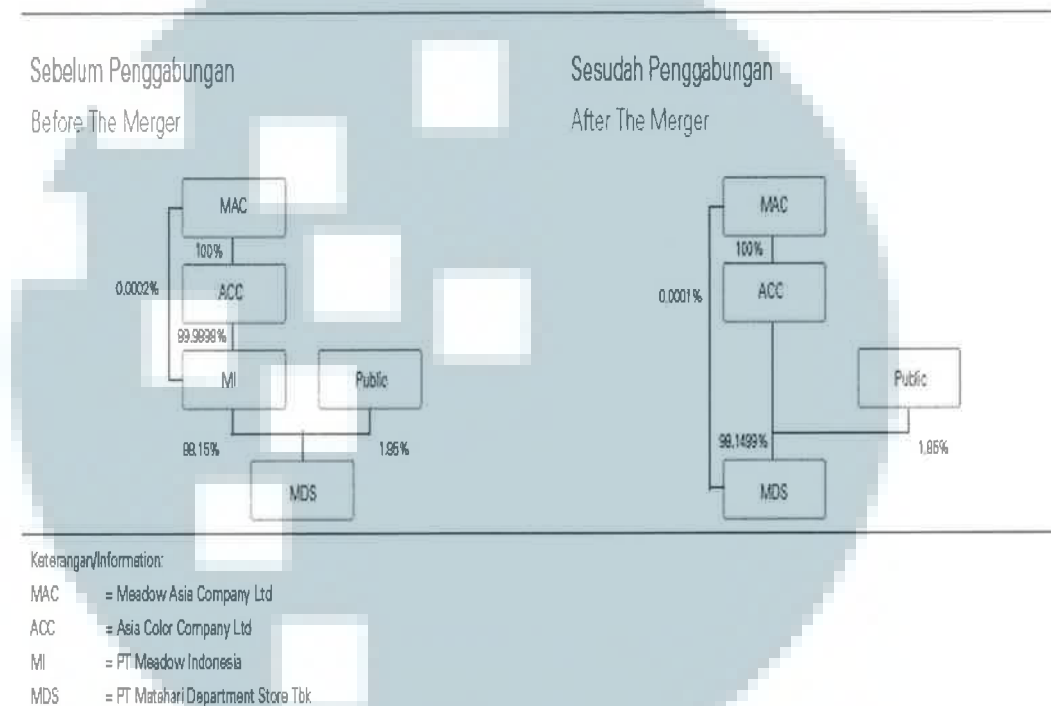 Sebelum Penggabungan
Before The Merger
MAC
100%
0.0002%
ACC
99.9998%
MI
Public
98.15%
1.85%
MDS
Sesudah Penggabungan
After The Merger
MAC
100%
0.0001%
ACC
Public
98.1499%
1.85%
MDS
Keterangan/Information:
MAC = Meadow Asia Company Ltd
ACC = Asia Color Company Ltd
MI = PT Meadow Indonesia
MDS = PT Matahari Department Store Tbk